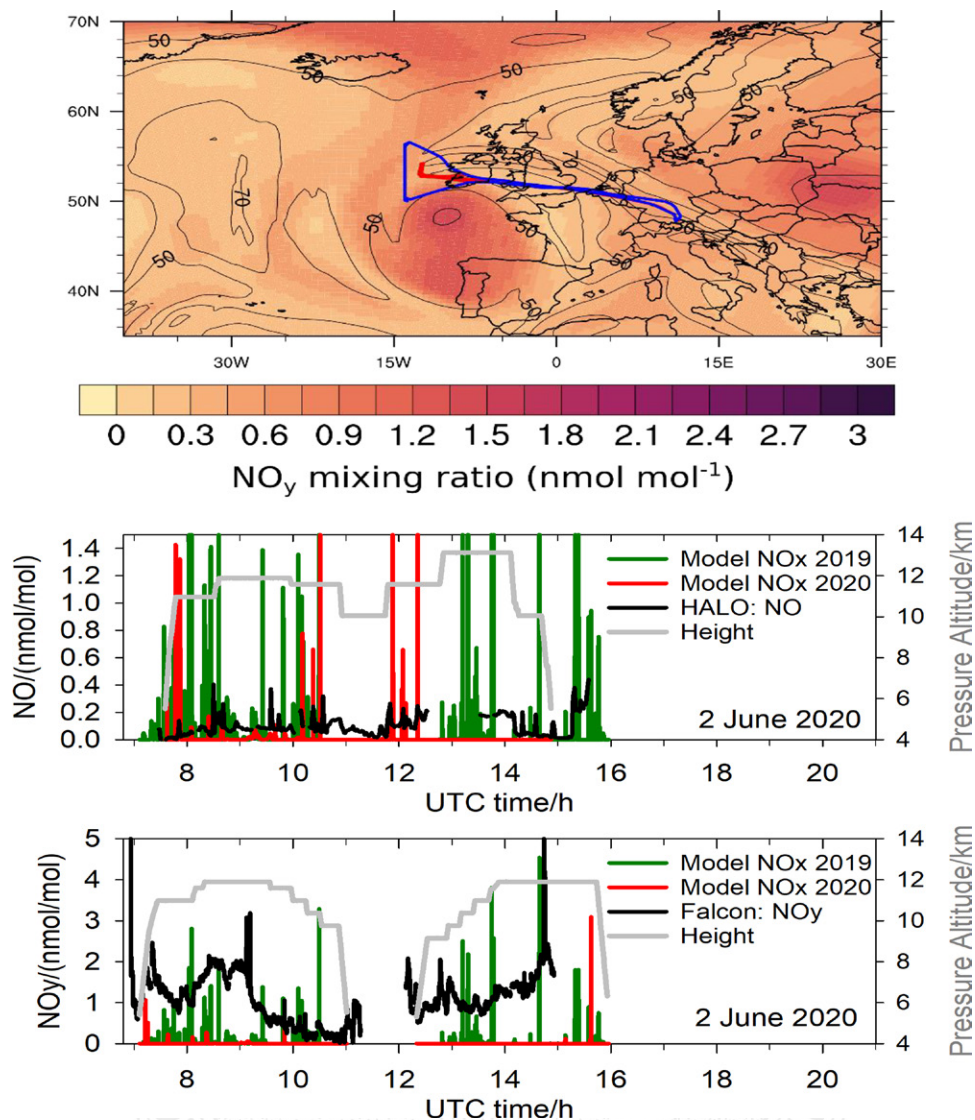 70N
60N
50N
40N
50
50
50
50
70
70
50
50
50
50
70
50
30W 15W 0 15E 30E
0 0.3 0.6 0.9 1.2 1.5 1.8 2.1 2.4 2.7 3
NOy mixing ratio (nmol mol-1)
NO/(nmol/mol)
1.4
1.2
1.0
0.8
0.6
0.4
0.2
0.0
Model NOx 2019
Model NOx 2020
HALO: NO
Height
2 June 2020
14
12
10
8
6
4
Pressure Altitude/km
8 10 12 14 16 18 20
UTC time/h
NOy/(nmol/mol)
5
4
3
2
1
0
Model NOx 2019
Model NOx 2020
Falcon: NOy
Height
2 June 2020
14
12
10
8
6
4
Pressure Altitude/km
8 10 12 14 16 18 20
UTC time/h